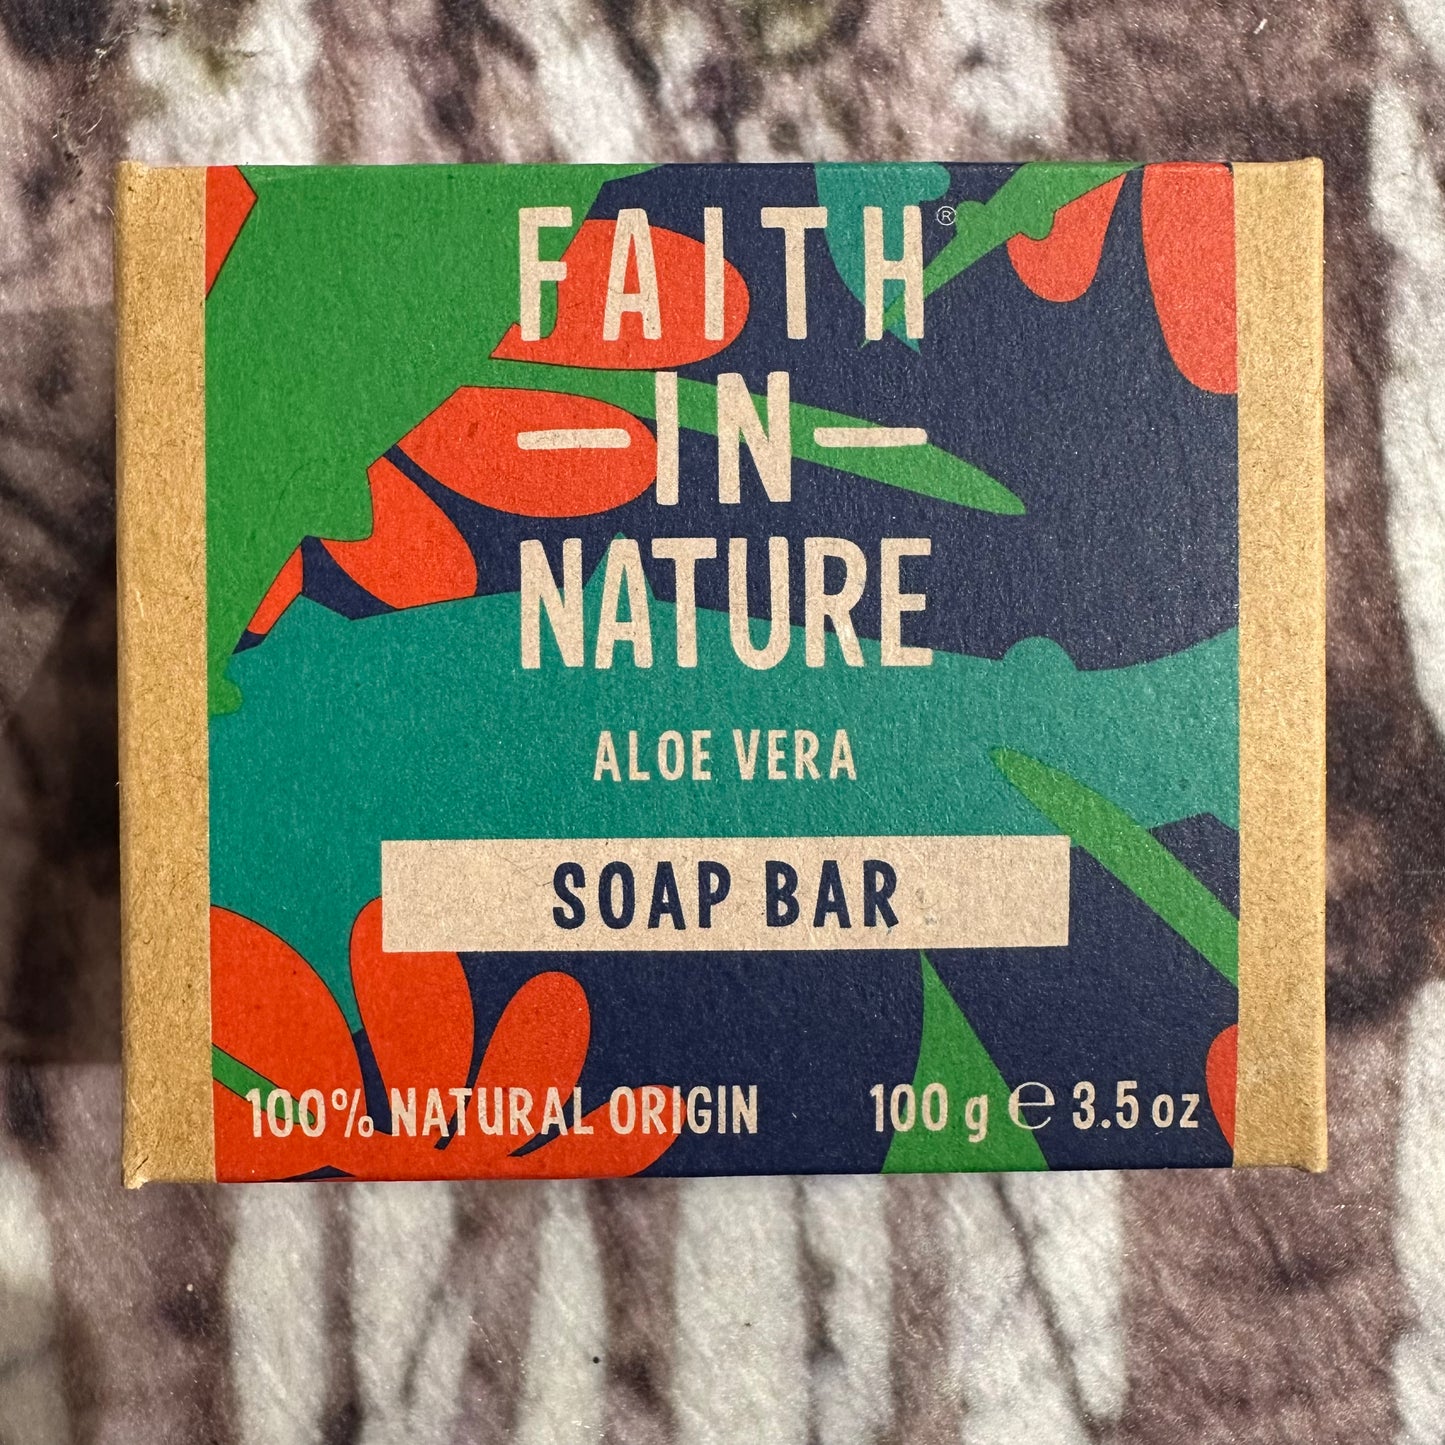 FAITH®
—IN—
NATURE
ALOE VERA
SOAP BAR
100% NATURAL ORIGIN
100 g ℮ 3.5 oz